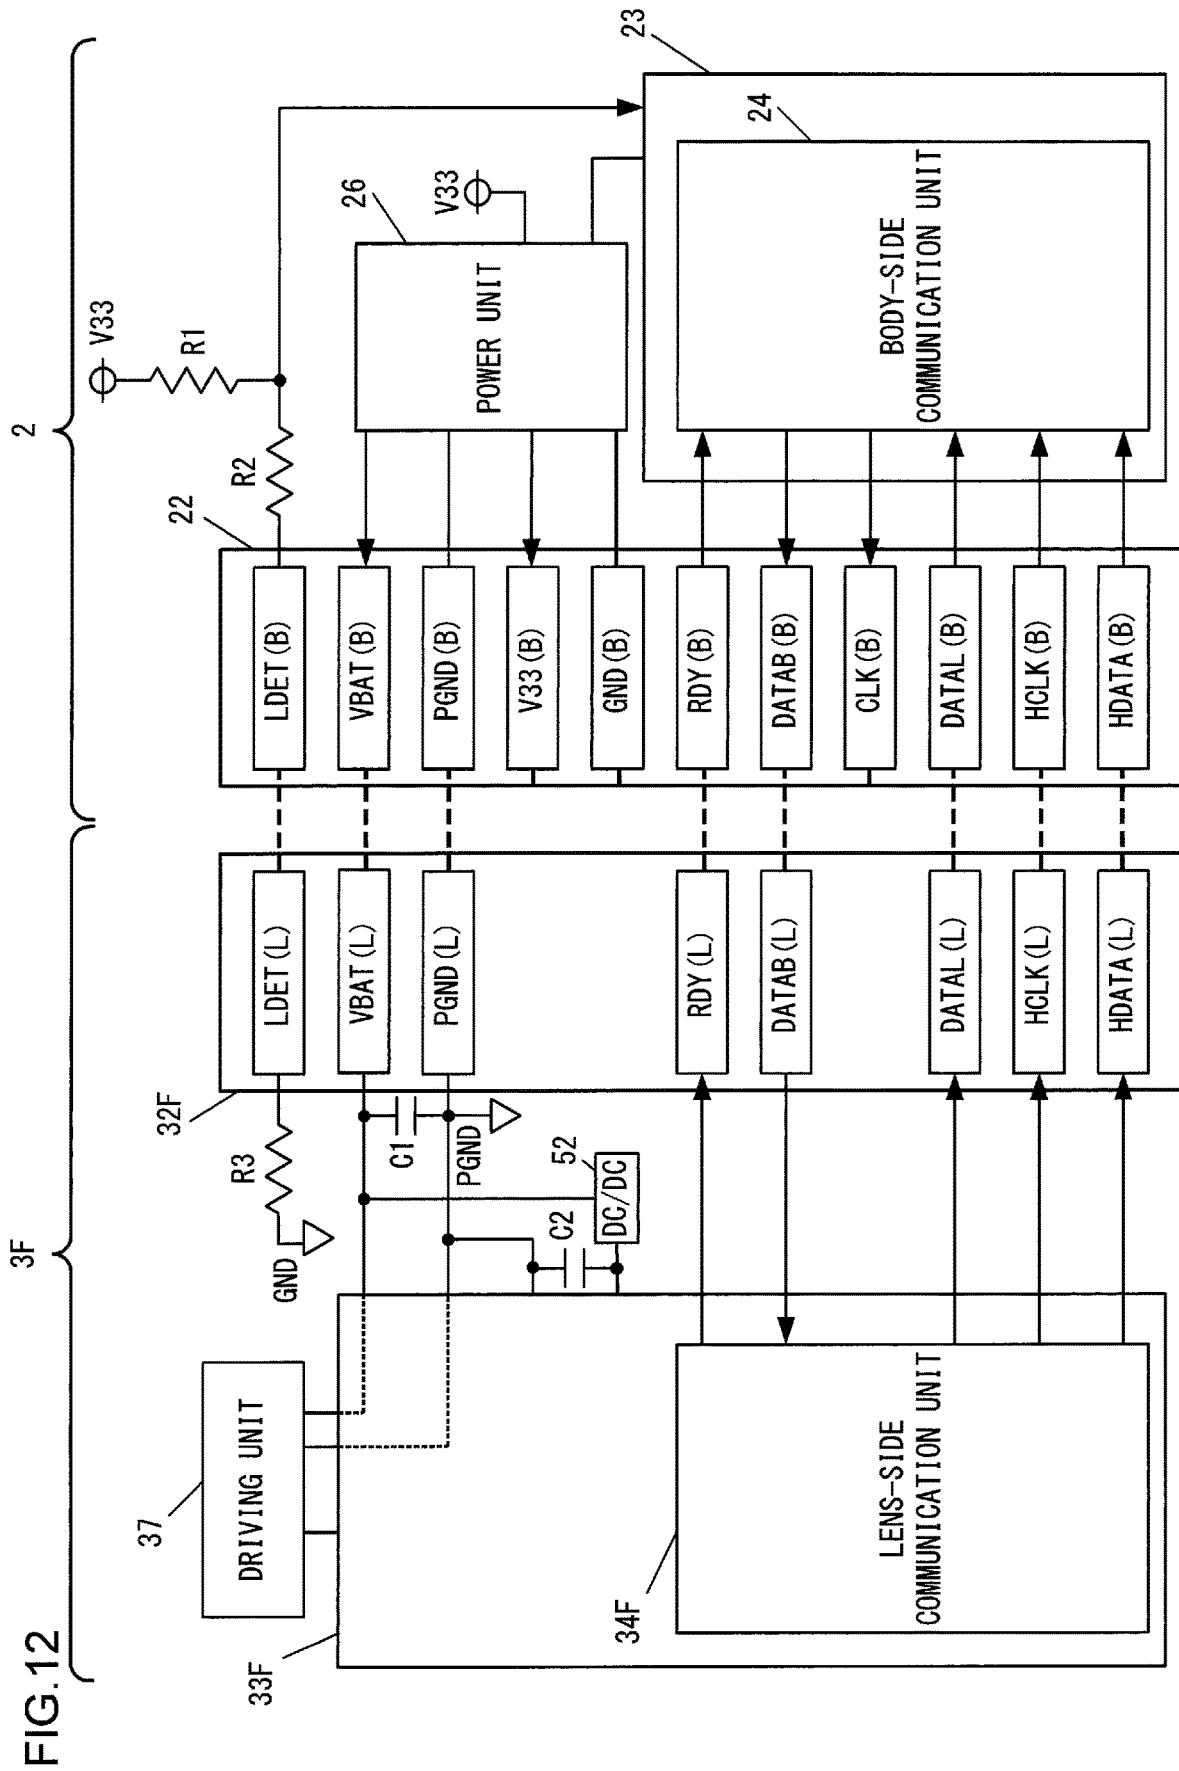 FIG.12
3F
2
37
DRIVING UNIT
33F
34F
LENS-SIDE
COMMUNICATION UNIT
GND
R3
32F
C1
PGND
C2
52
DC/DC
LDET(L)
VBAT(L)
PGND(L)
RDY(L)
DATAB(L)
DATAL(L)
HCLK(L)
HDATA(L)
22
LDET(B)
VBAT(B)
PGND(B)
V33(B)
GND(B)
RDY(B)
DATAB(B)
CLK(B)
DATAL(B)
HCLK(B)
HDATA(B)
R2
R1
V33
26
POWER UNIT
V33
23
24
BODY-SIDE
COMMUNICATION UNIT